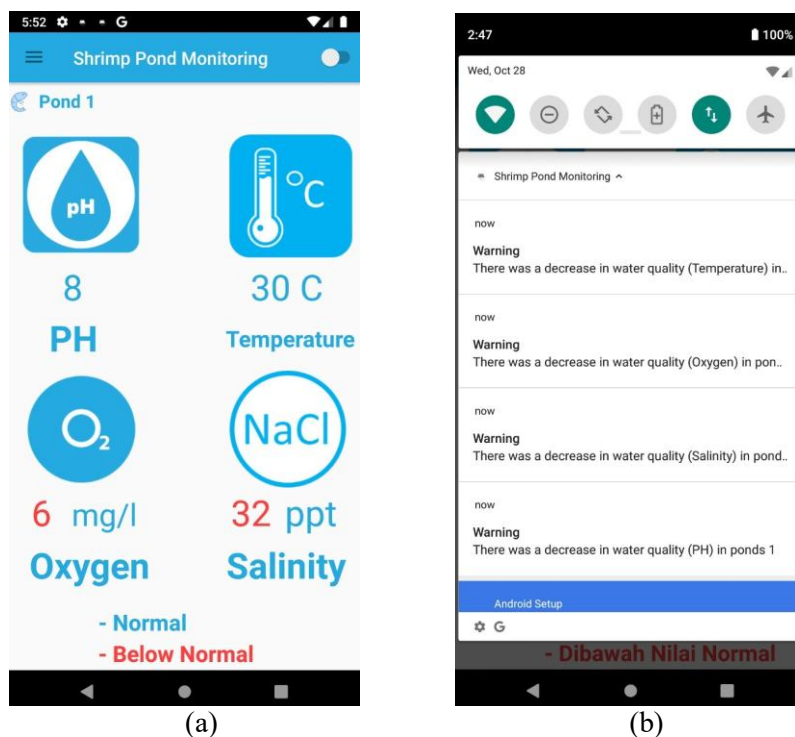 5:52 G
Shrimp Pond Monitoring
Pond 1
pH
°C
8
30 C
PH
Temperature
O2
NaCl
6 mg/l
32 ppt
Oxygen
Salinity
- Normal
- Below Normal
(a)
2:47 100%
Wed, Oct 28
Shrimp Pond Monitoring
now
Warning
There was a decrease in water quality (Temperature) in..
now
Warning
There was a decrease in water quality (Oxygen) in pon..
now
Warning
There was a decrease in water quality (Salinity) in pond..
now
Warning
There was a decrease in water quality (PH) in ponds 1
Android Setup
G
- Dibawah Nilai Normal
(b)